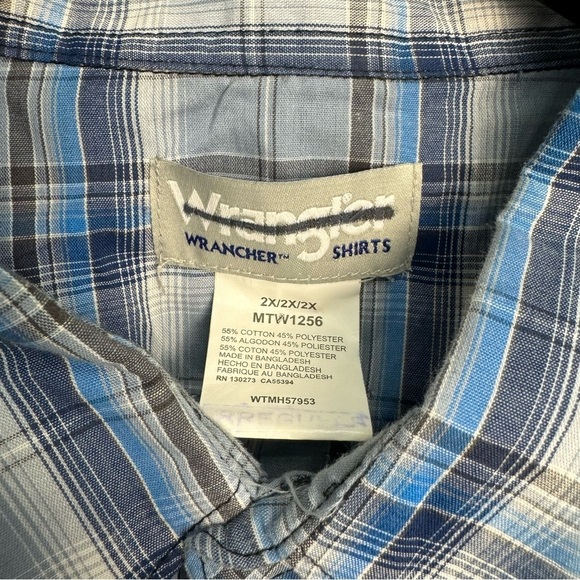 Wrangler
WRANCHER™ SHIRTS
2X/2X/2X
MTW1256
56% COTTON 45% POLYESTER
55% ALGODON 45% POLIESTER
55% COTON 45% POLYESTER
MADE IN BANGLADESH
HECHO EN BANGLADESH
FABRIQUE AU BANGLADESH
RN 130273 CA55394
WTMH57953